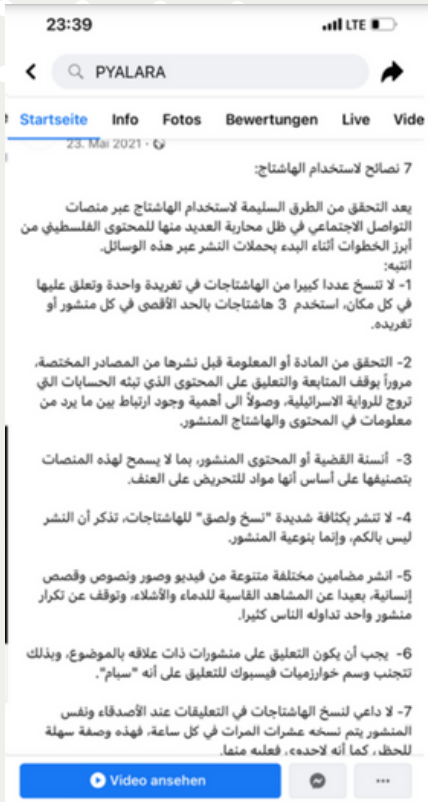 23:39
LTE
PYALARA
Startseite Info Fotos Bewertungen Live Vide
23. Mai 2021 ·
7 نصائح لاستخدام الهاشتاج:
يعد التحقق من الطرق السليمة لاستخدام الهاشتاج عبر منصات
التواصل الاجتماعي في ظل محاربة العديد منها للمحتوى الفلسطيني من
أبرز الخطوات أثناء البدء بحملات النشر عبر هذه الوسائل.
انتبه:
1- لا تنسخ عددا كبيرا من الهاشتاجات في تغريدة واحدة وتعلق عليها
في كل مكان، استخدم 3 هاشتاجات بالحد الأقصى في كل منشور أو
تغريده.
2- التحقق من المادة أو المعلومة قبل نشرها من المصادر المختصة،
مروراً بوقف المتابعة والتعليق على المحتوى الذي تبثه الحسابات التي
تروج للرواية الاسرائيلية، وصولاً الى أهمية وجود ارتباط بين ما يرد من
معلومات في المحتوى والهاشتاج المنشور.
3- أنسنة القضية أو المحتوى المنشور، بما لا يسمح لهذه المنصات
بتصنيفها على أساس أنها مواد للتحريض على العنف.
4- لا تنشر بكثافة شديدة "نسخ ولصق" للهاشتاجات، تذكر أن النشر
ليس بالكم، وإنما بنوعية المنشور.
5- انشر مضامين مختلفة متنوعة من فيديو وصور ونصوص وقصص
إنسانية، بعيدا عن المشاهد القاسية للدماء والأشلاء، وتوقف عن تكرار
منشور واحد تداوله الناس كثيرا.
6- يجب أن يكون التعليق على منشورات ذات علاقه بالموضوع، وبذلك
تتجنب وسم خوارزميات فيسبوك للتعليق على أنه "سبام".
7- لا داعي لنسخ الهاشتاجات في التعليقات عند الأصدقاء ونفس
المنشور يتم نسخه عشرات المرات في كل ساعة، فهذه وصفة سهلة
للحظر، كما أنه لاجدوى فعليه منها.
Video ansehen